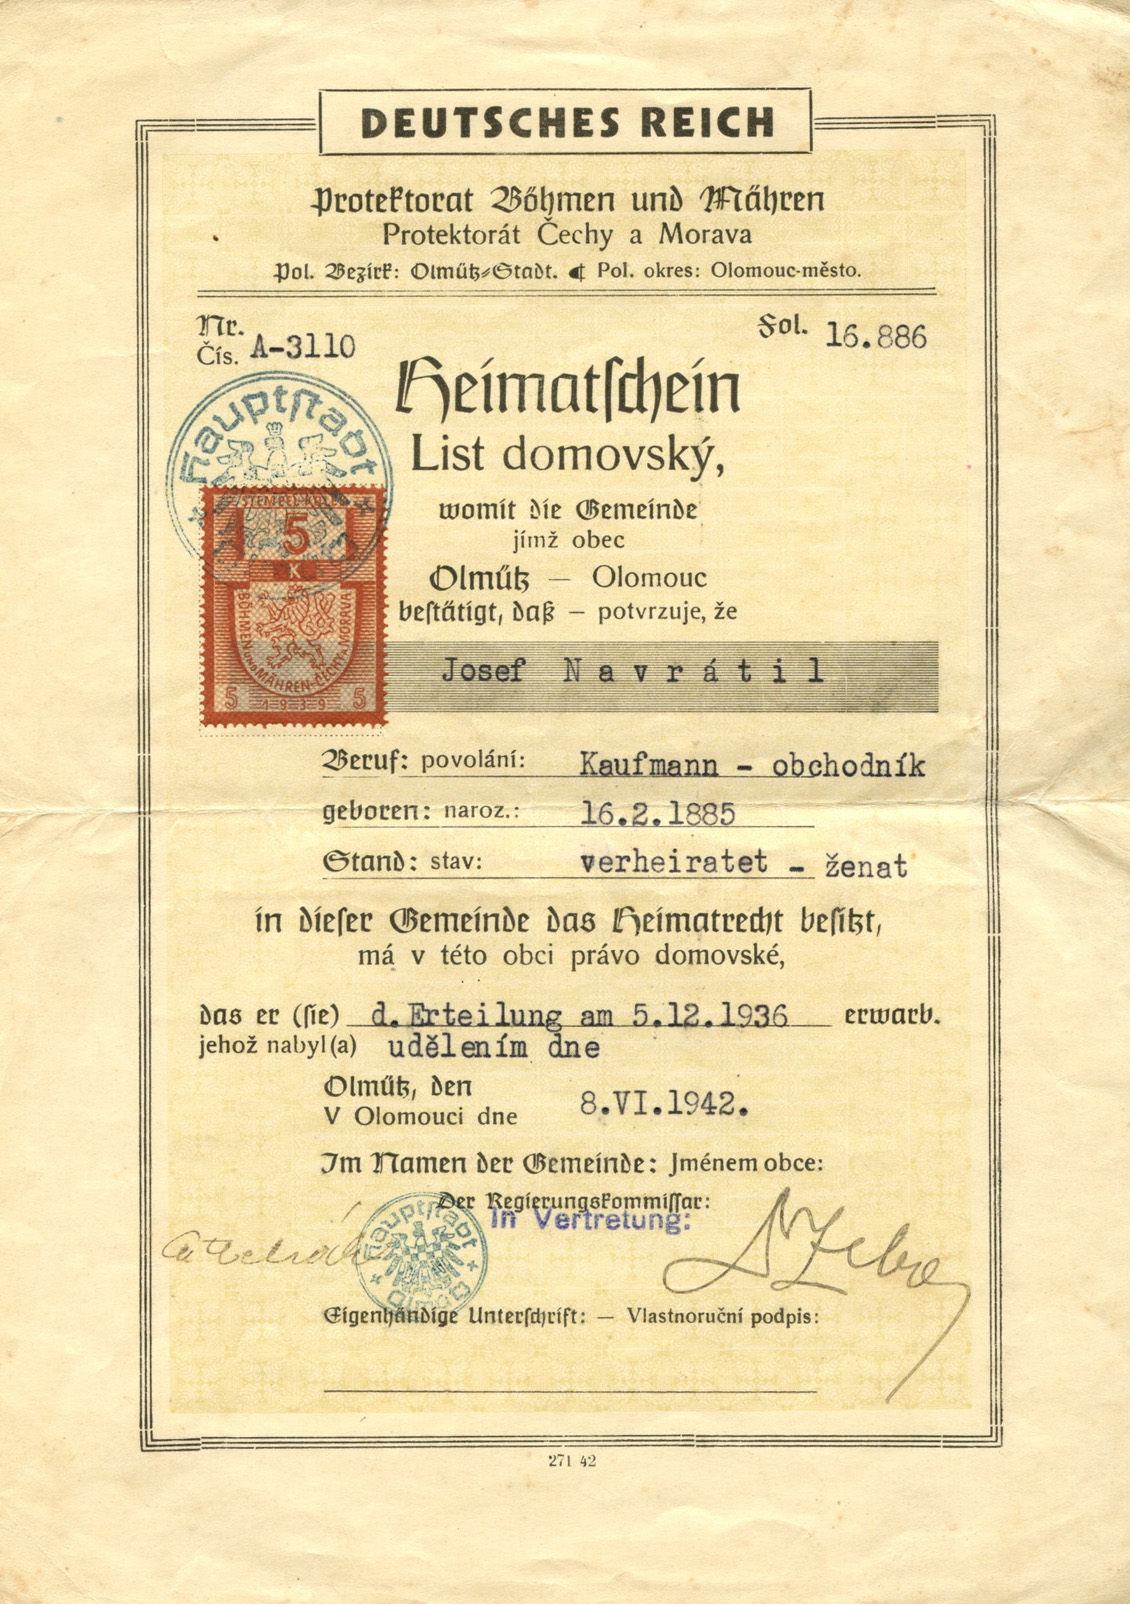 DEUTSCHES REICH
Protektorat Böhmen und Mähren
Protektorát Čechy a Morava
Pol. Bezirk: Olmütz-Stadt. Pol. okres: Olomouc-město.
Nr.
Čís. A-3110
Fol. 16.886
Heimatschein
List domovský,
Hauptstadt
STEMPEL-KOLEK
5
K
BÖHMEN UND MÄHREN-ČECHY A MORAVA
5 1939 5
womit die Gemeinde
jímž obec
Olmütz — Olomouc
bestätigt, daß — potvrzuje, že
Josef Navrátil
Beruf: povolání: Kaufmann - obchodník
geboren: naroz.: 16.2.1885
Stand: stav: verheiratet - ženat
in dieser Gemeinde das Heimatrecht besitzt,
má v této obci právo domovské,
das er (sie) d.Erteilung am 5.12.1936 erwarb.
jehož nabyl(a) udělením dne
Olmütz, den
V Olomouci dne 8.VI.1942.
Im Namen der Gemeinde: Jménem obce:
Der Regierungskommissar:
In Vertretung:
Hauptstadt
Olmütz
Eigenhändige Unterschrift: — Vlastnoruční podpis:
271 42